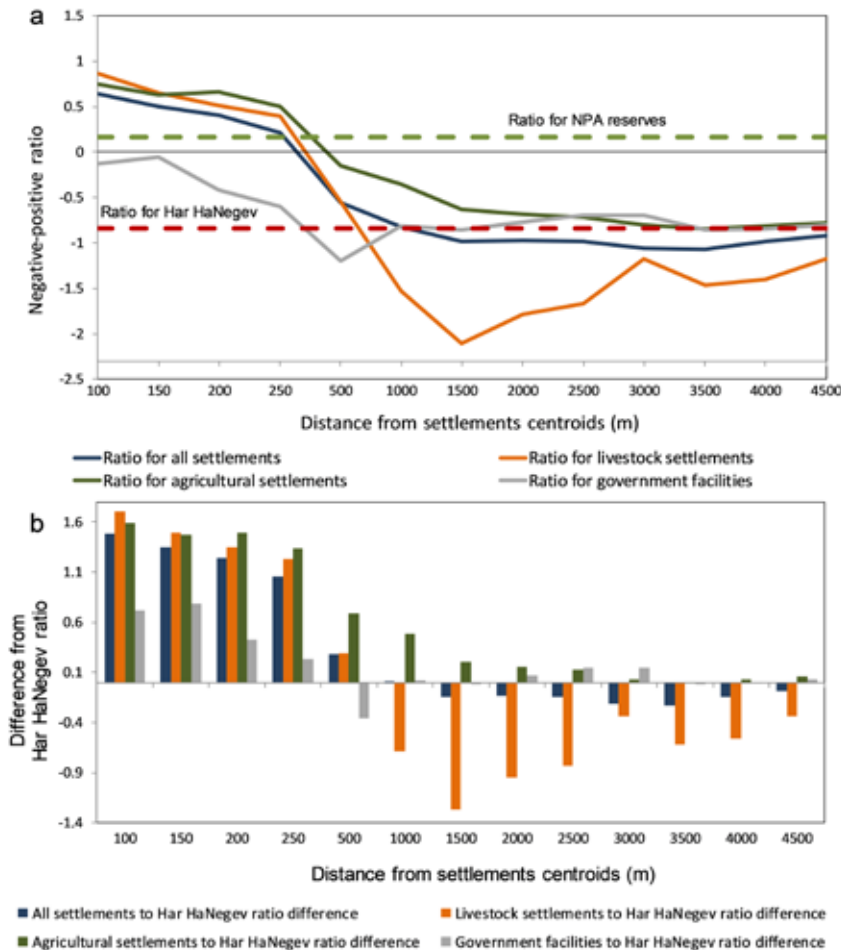 a
1
0.5
0
-0.5
-1
-1.5
-2
-2.5
Negative-positive ratio
Ratio for NPA reserves
Ratio for Har HaNegev
100 150 200 250 500 1000 1500 2000 2500 3000 3500 4000 4500
Distance from settlements centroids (m)
Ratio for all settlements Ratio for livestock settlements
Ratio for agricultural settlements Ratio for government facilities
b
1.6
1.1
0.6
0.1
-0.4
-0.9
-1.4
Difference from
Har HaNegev ratio
100 150 200 250 500 1000 1500 2000 2500 3000 3500 4000 4500
Distance from settlements centroids (m)
All settlements to Har HaNegev ratio difference Livestock settlements to Har HaNegev ratio difference
Agricultural settlements to Har HaNegev ratio difference Government facilities to Har HaNegev ratio difference